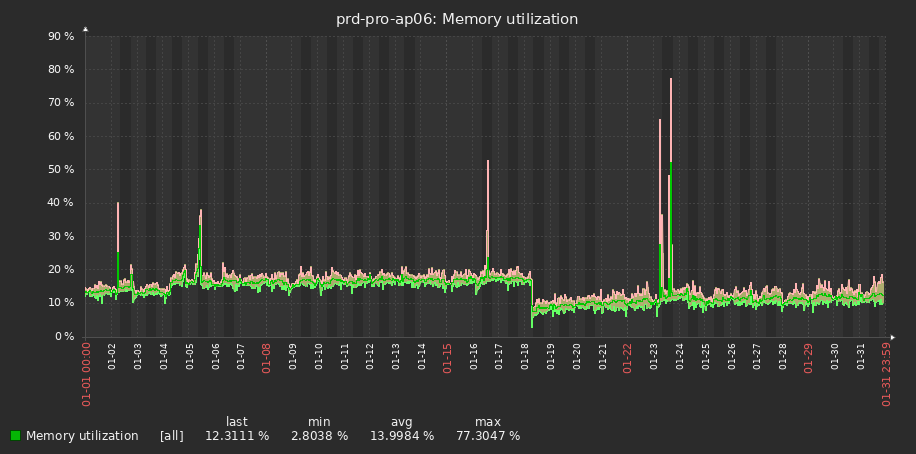 prd-pro-ap06: Memory utilization
90 %
80 %
70 %
60 %
50 %
40 %
30 %
20 %
10 %
0 %
01-01 00:00 01-02 01-03 01-04 01-05 01-06 01-07 01-08 01-09 01-10 01-11 01-12 01-13 01-14 01-15 01-16 01-17 01-18 01-19 01-20 01-21 01-22 01-23 01-24 01-25 01-26 01-27 01-28 01-29 01-30 01-31 01-31 23:59
last min avg max
Memory utilization [all] 12.3111 % 2.8038 % 13.9984 % 77.3047 %